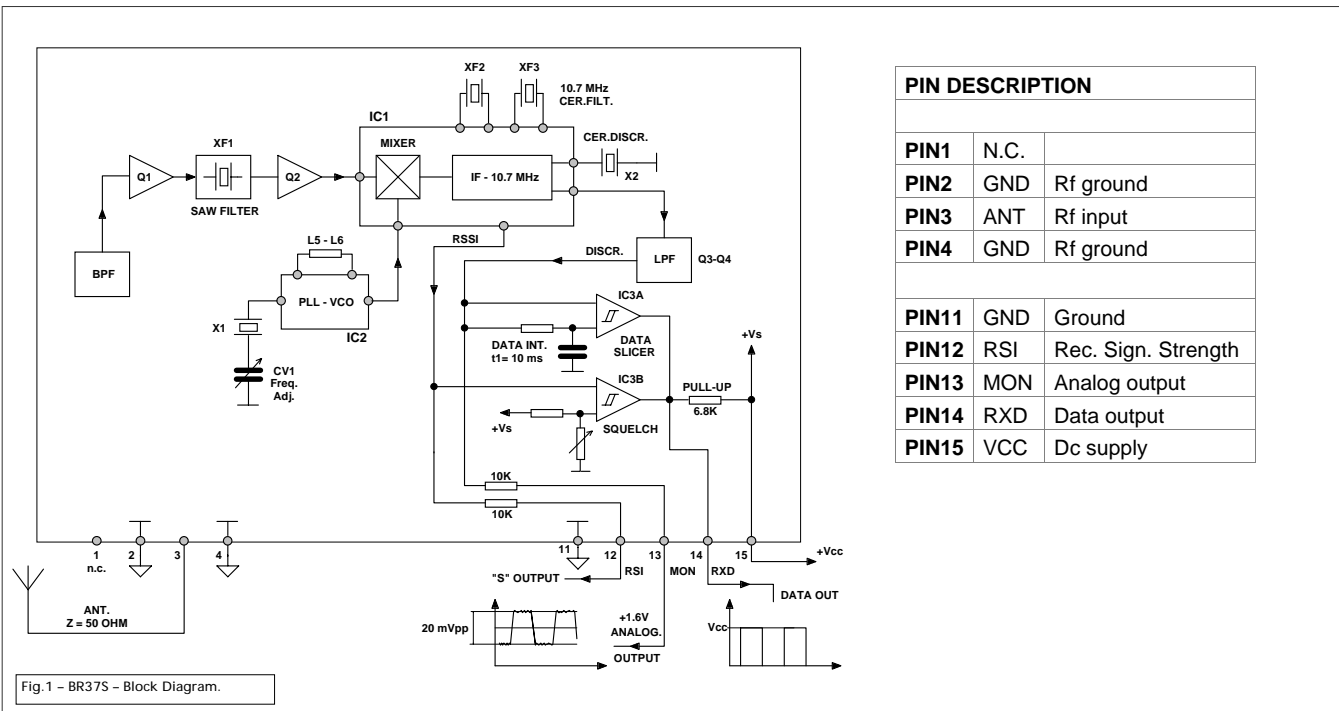 XF2 XF3
10.7 MHz
CER.FILT.
IC1
XF1
MIXER
CER.DISCR.
Q1
Q2
IF - 10.7 MHz
X2
SAW FILTER
RSSI
L5 - L6
DISCR.
LPF
Q3-Q4
BPF
PLL - VCO
IC3A
X1
IC2
+Vs
DATA INT.
t1= 10 ms
DATA
SLICER
CV1
Freq.
Adj.
IC3B
PULL-UP
6.8K
+Vs
SQUELCH
10K
10K
1 2 3 4 11 12 13 14 15
n.c.
+Vcc
RSI MON RXD
"S" OUTPUT
DATA OUT
ANT.
Z = 50 OHM
20 mVpp
+1.6V
ANALOG.
OUTPUT
Vcc
Fig.1 – BR37S – Block Diagram.
PIN DESCRIPTION
PIN1 N.C.
PIN2 GND Rf ground
PIN3 ANT Rf input
PIN4 GND Rf ground
PIN11 GND Ground
PIN12 RSI Rec. Sign. Strength
PIN13 MON Analog output
PIN14 RXD Data output
PIN15 VCC Dc supply